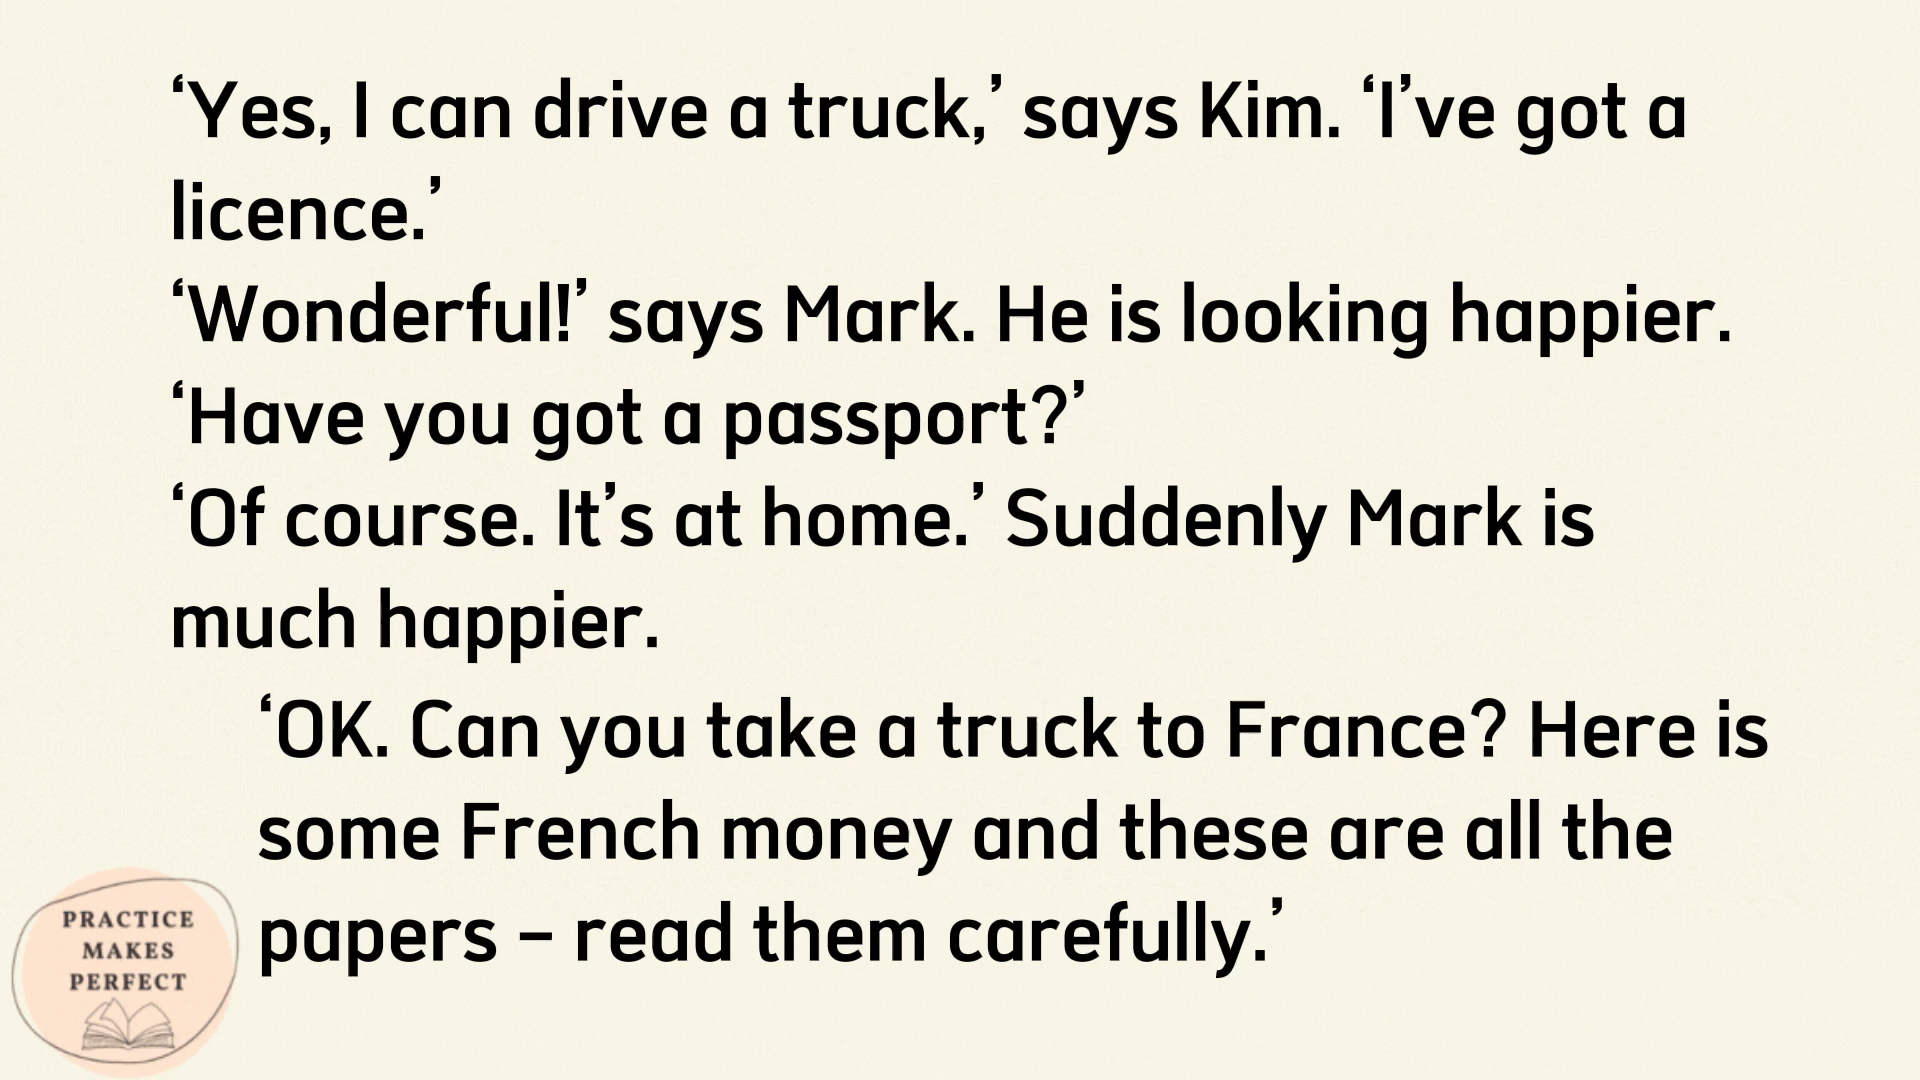 ‘Yes, I can drive a truck,’ says Kim. ‘I’ve got a
licence.’
‘Wonderful!’ says Mark. He is looking happier.
‘Have you got a passport?’
‘Of course. It’s at home.’ Suddenly Mark is
much happier.
‘OK. Can you take a truck to France? Here is
some French money and these are all the
papers – read them carefully.’
PRACTICE
MAKES
PERFECT